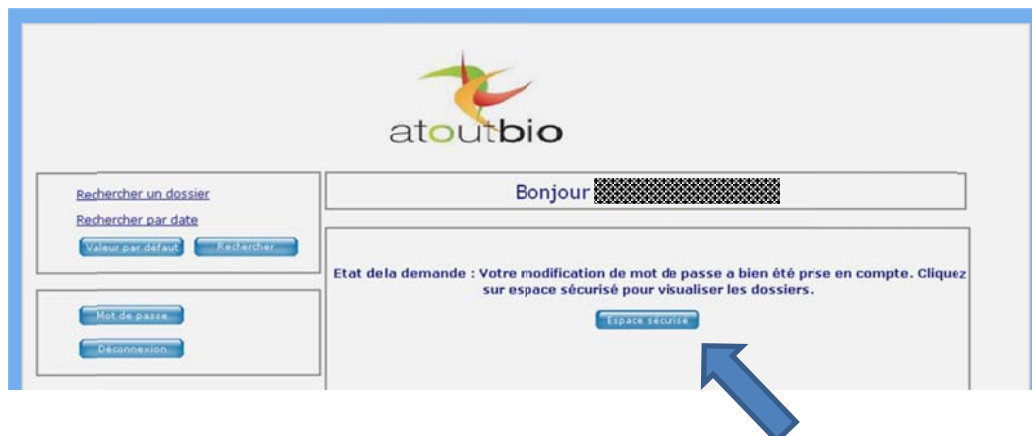 atoutbio
Rechercher un dossier
Rechercher par date
Valeur par défaut
Rechercher
Mot de passe
Déconnexion
Bonjour
Etat dela demande : Votre modification de mot de passe a bien été prse en compte. Cliquez
sur espace sécurisé pour visualiser les dossiers.
Espace sécurisé